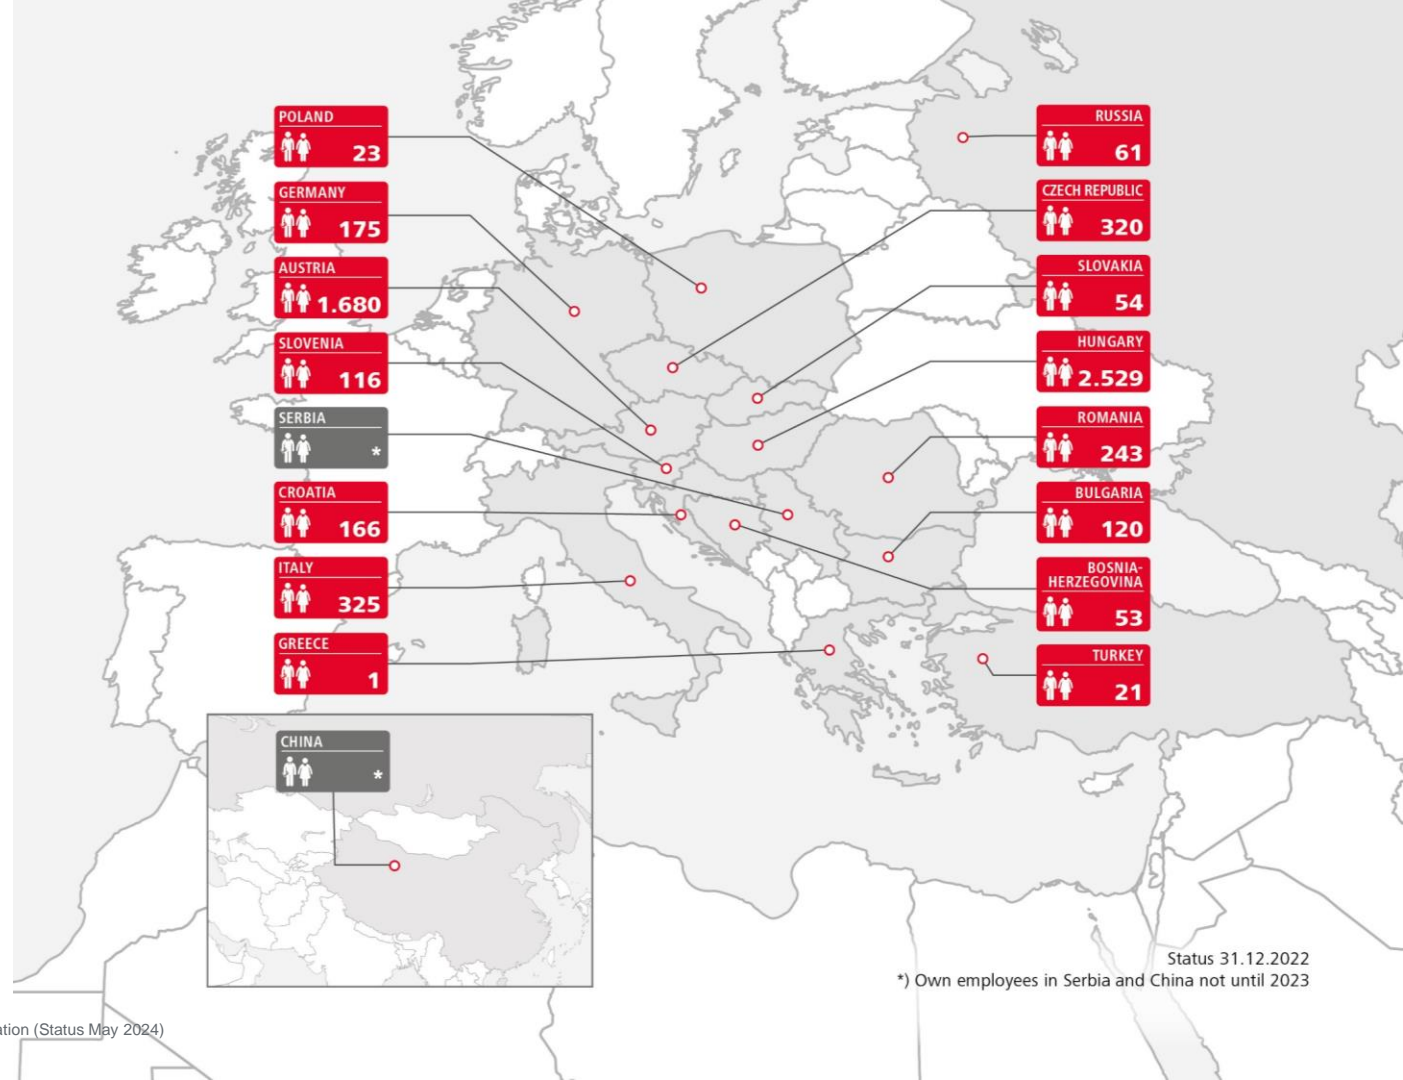 POLAND
23
GERMANY
175
AUSTRIA
1.680
SLOVENIA
116
SERBIA
*
CROATIA
166
ITALY
325
GREECE
1
CHINA
*
RUSSIA
61
CZECH REPUBLIC
320
SLOVAKIA
54
HUNGARY
2.529
ROMANIA
243
BULGARIA
120
BOSNIA-
HERZEGOVINA
53
TURKEY
21
Status 31.12.2022
*) Own employees in Serbia and China not until 2023
ation (Status May 2024)